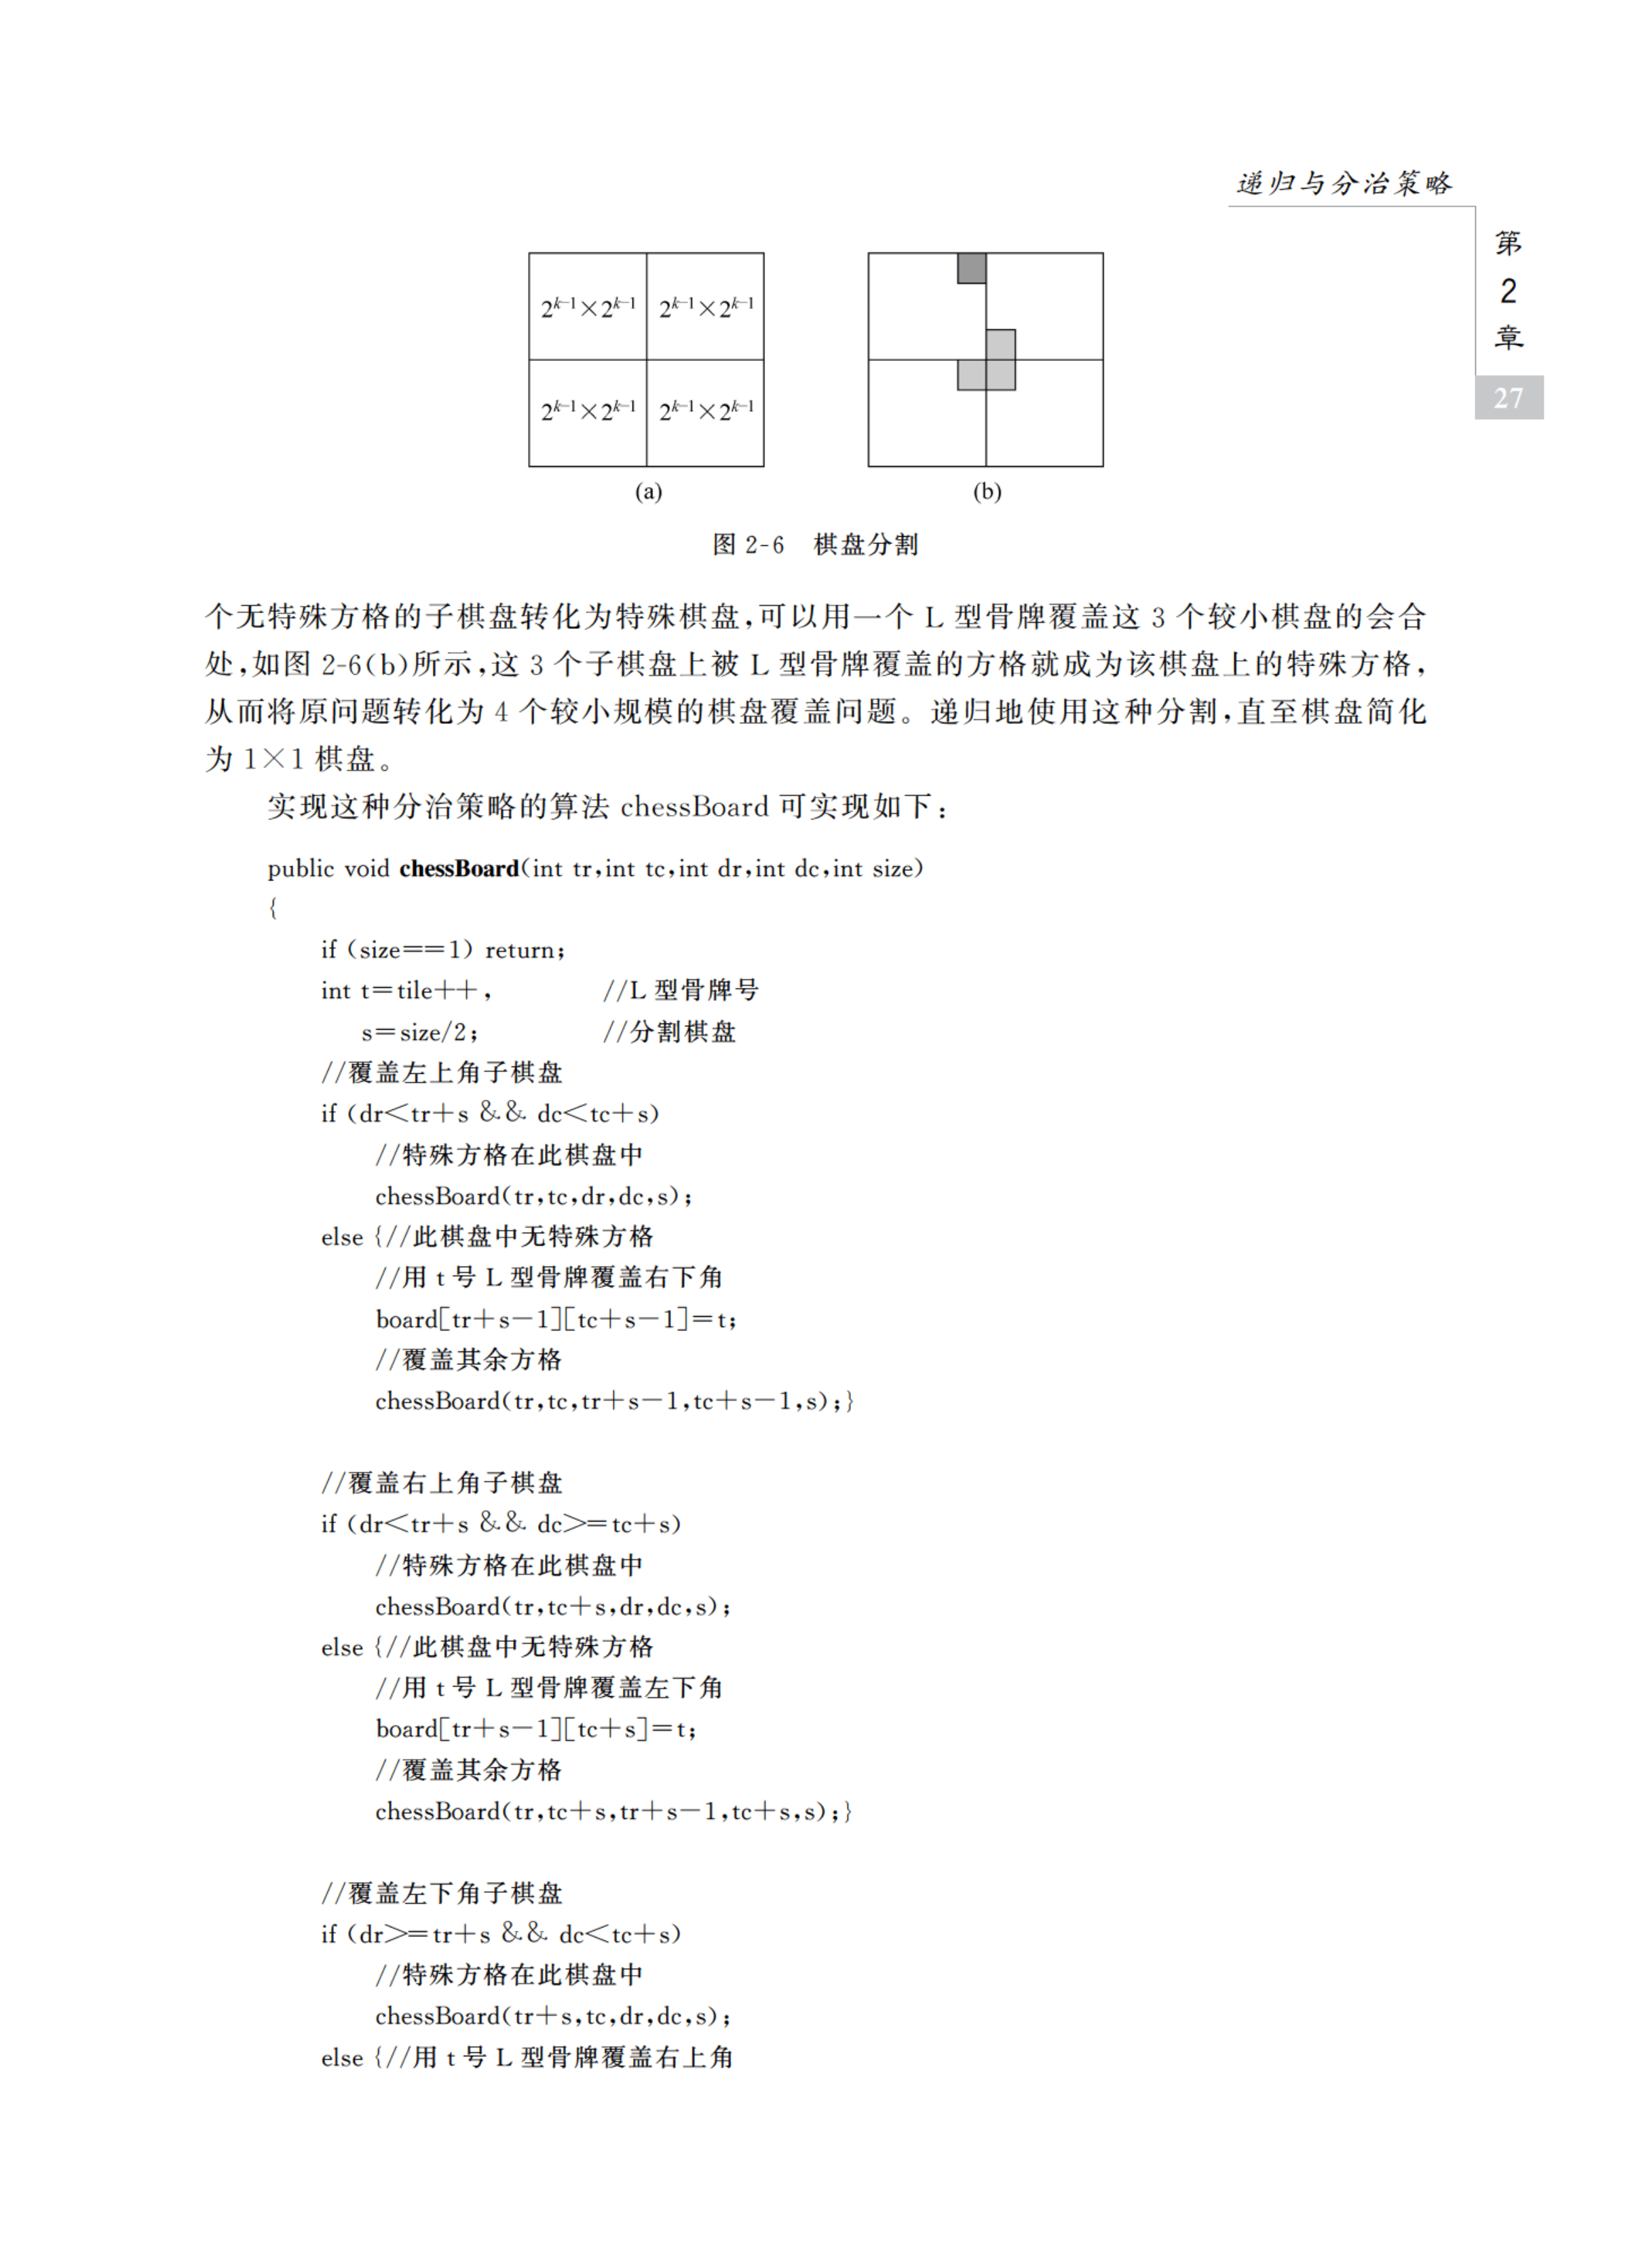 递归与分治策略
第
2
章
27
2^{k-1}×2^{k-1} 2^{k-1}×2^{k-1}
2^{k-1}×2^{k-1} 2^{k-1}×2^{k-1}
(a) (b)
图 2-6 棋盘分割
个无特殊方格的子棋盘转化为特殊棋盘,可以用一个 L 型骨牌覆盖这 3 个较小棋盘的会合
处,如图 2-6(b)所示,这 3 个子棋盘上被 L 型骨牌覆盖的方格就成为该棋盘上的特殊方格,
从而将原问题转化为 4 个较小规模的棋盘覆盖问题。递归地使用这种分割,直至棋盘简化
为 1×1 棋盘。
实现这种分治策略的算法 chessBoard 可实现如下:
public void chessBoard(int tr,int tc,int dr,int dc,int size)
{
if (size==1) return;
int t=tile++, //L 型骨牌号
s=size/2; //分割棋盘
//覆盖左上角子棋盘
if (dr<tr+s && dc<tc+s)
//特殊方格在此棋盘中
chessBoard(tr,tc,dr,dc,s);
else {//此棋盘中无特殊方格
//用 t 号 L 型骨牌覆盖右下角
board[tr+s-1][tc+s-1]=t;
//覆盖其余方格
chessBoard(tr,tc,tr+s-1,tc+s-1,s);}
//覆盖右上角子棋盘
if (dr<tr+s && dc>=tc+s)
//特殊方格在此棋盘中
chessBoard(tr,tc+s,dr,dc,s);
else {//此棋盘中无特殊方格
//用 t 号 L 型骨牌覆盖左下角
board[tr+s-1][tc+s]=t;
//覆盖其余方格
chessBoard(tr,tc+s,tr+s-1,tc+s,s);}
//覆盖左下角子棋盘
if (dr>=tr+s && dc<tc+s)
//特殊方格在此棋盘中
chessBoard(tr+s,tc,dr,dc,s);
else {//用 t 号 L 型骨牌覆盖右上角